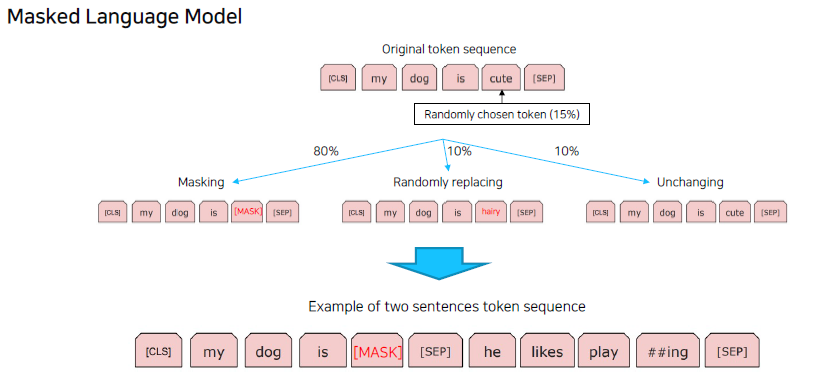 Masked Language Model
Original token sequence
[CLS] my dog is cute [SEP]
Randomly chosen token (15%)
80% 10% 10%
Masking Randomly replacing Unchanging
[CLS] my dog is [MASK] [SEP] [CLS] my dog is hairy [SEP] [CLS] my dog is cute [SEP]
Example of two sentences token sequence
[CLS] my dog is [MASK] [SEP] he likes play ##ing [SEP]